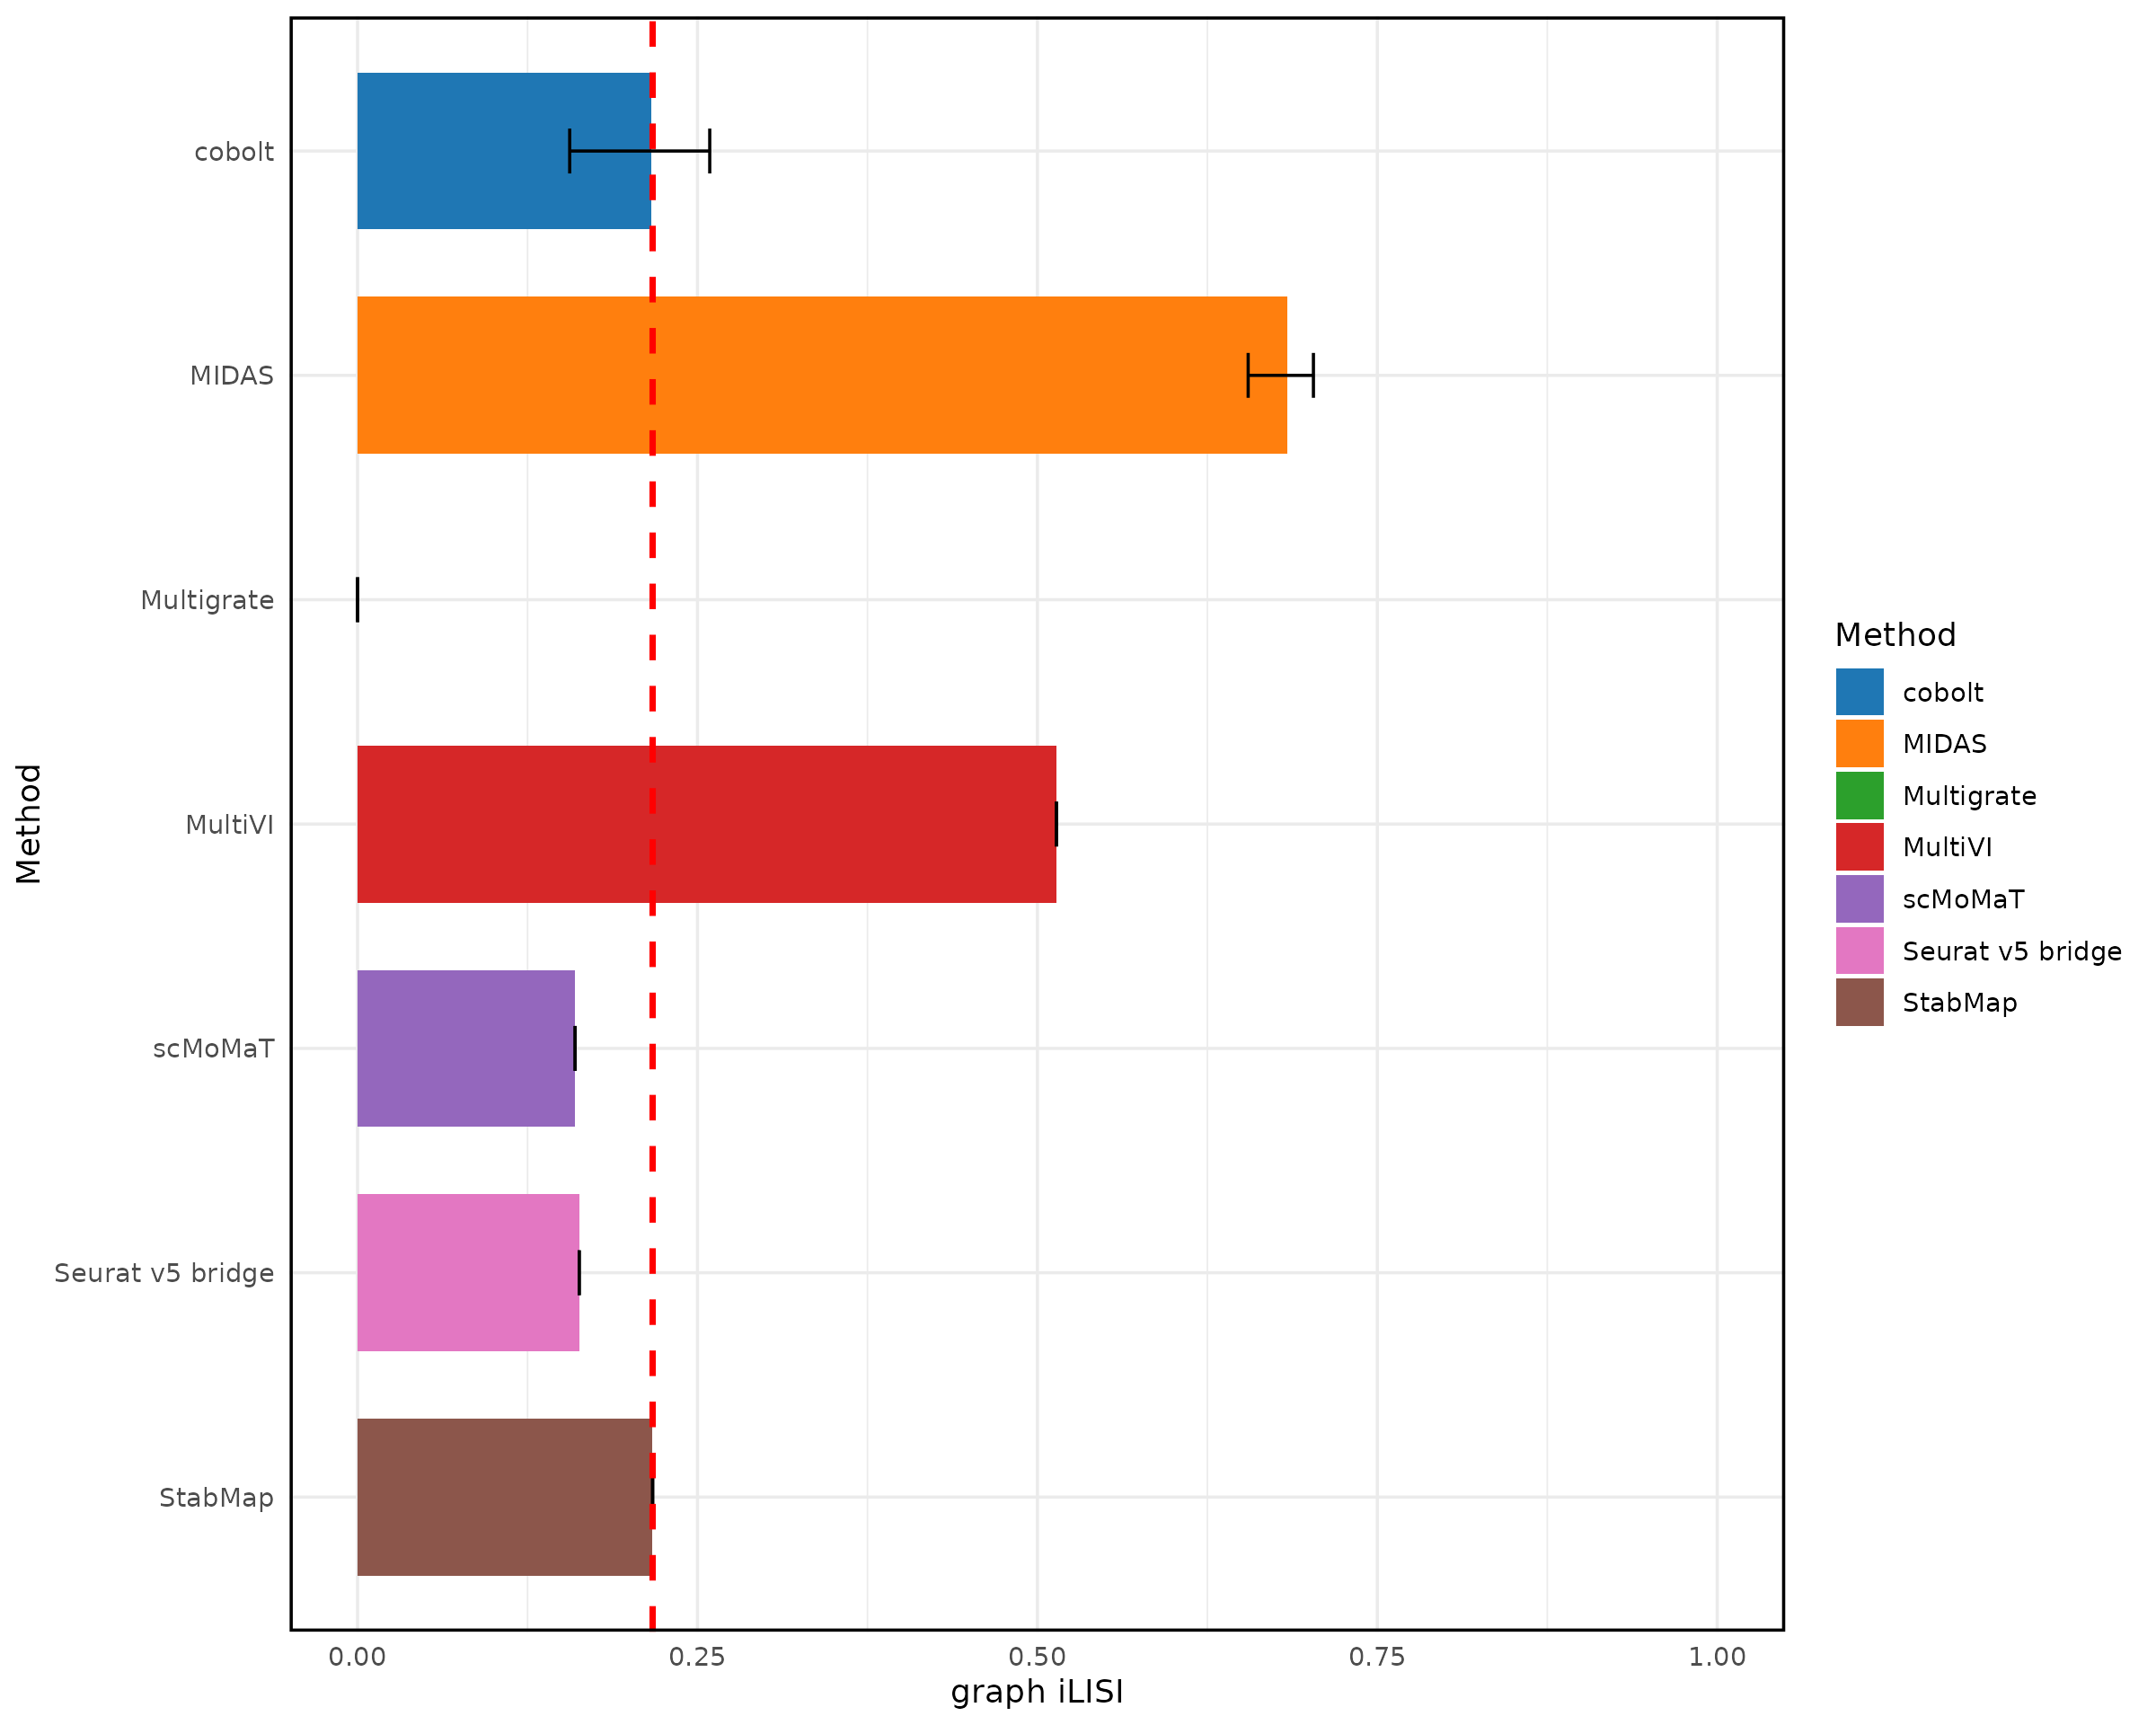 Method
cobolt
MIDAS
Multigrate
MultiVI
scMoMaT
Seurat v5 bridge
StabMap
0.00
0.25
0.50
0.75
1.00
graph iLISI
Method
cobolt
MIDAS
Multigrate
MultiVI
scMoMaT
Seurat v5 bridge
StabMap